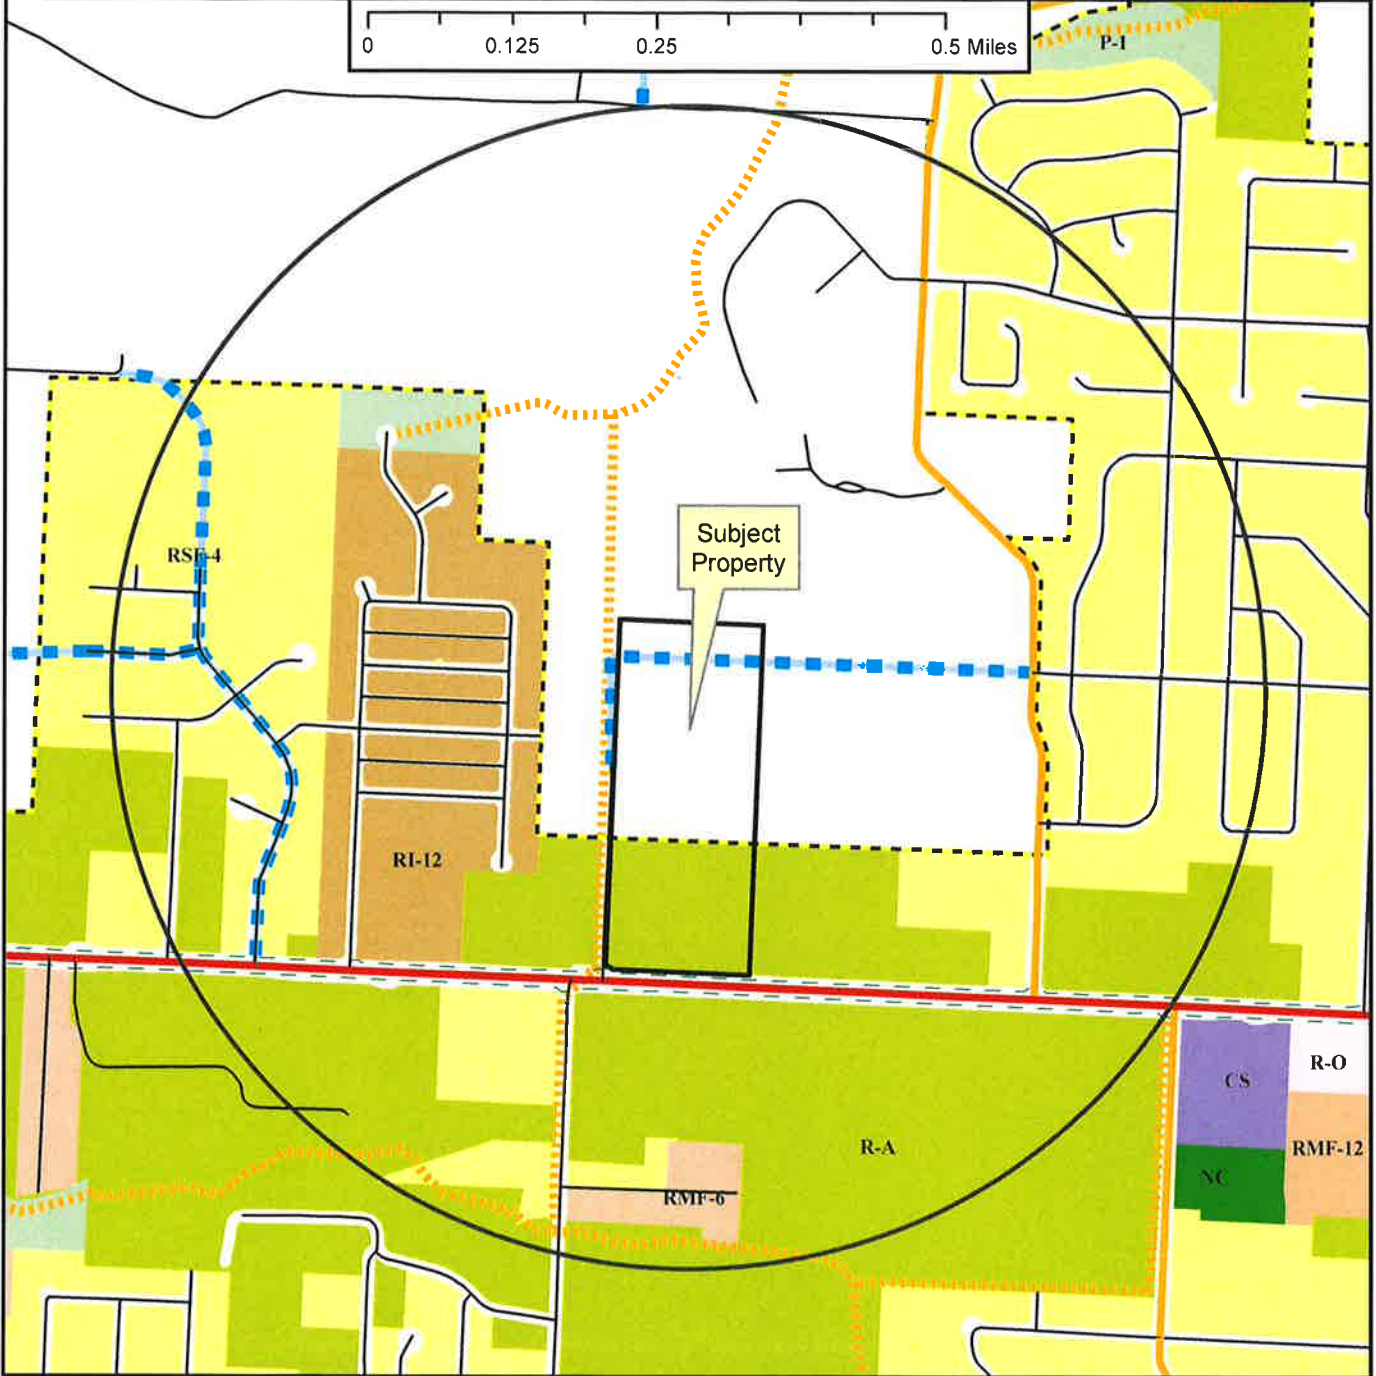 0 0.125 0.25 0.5 Miles
P-1
Subject
Property
RSF-4
RI-12
R-O
CS
R-A
RMF-12
NC
RMF-6